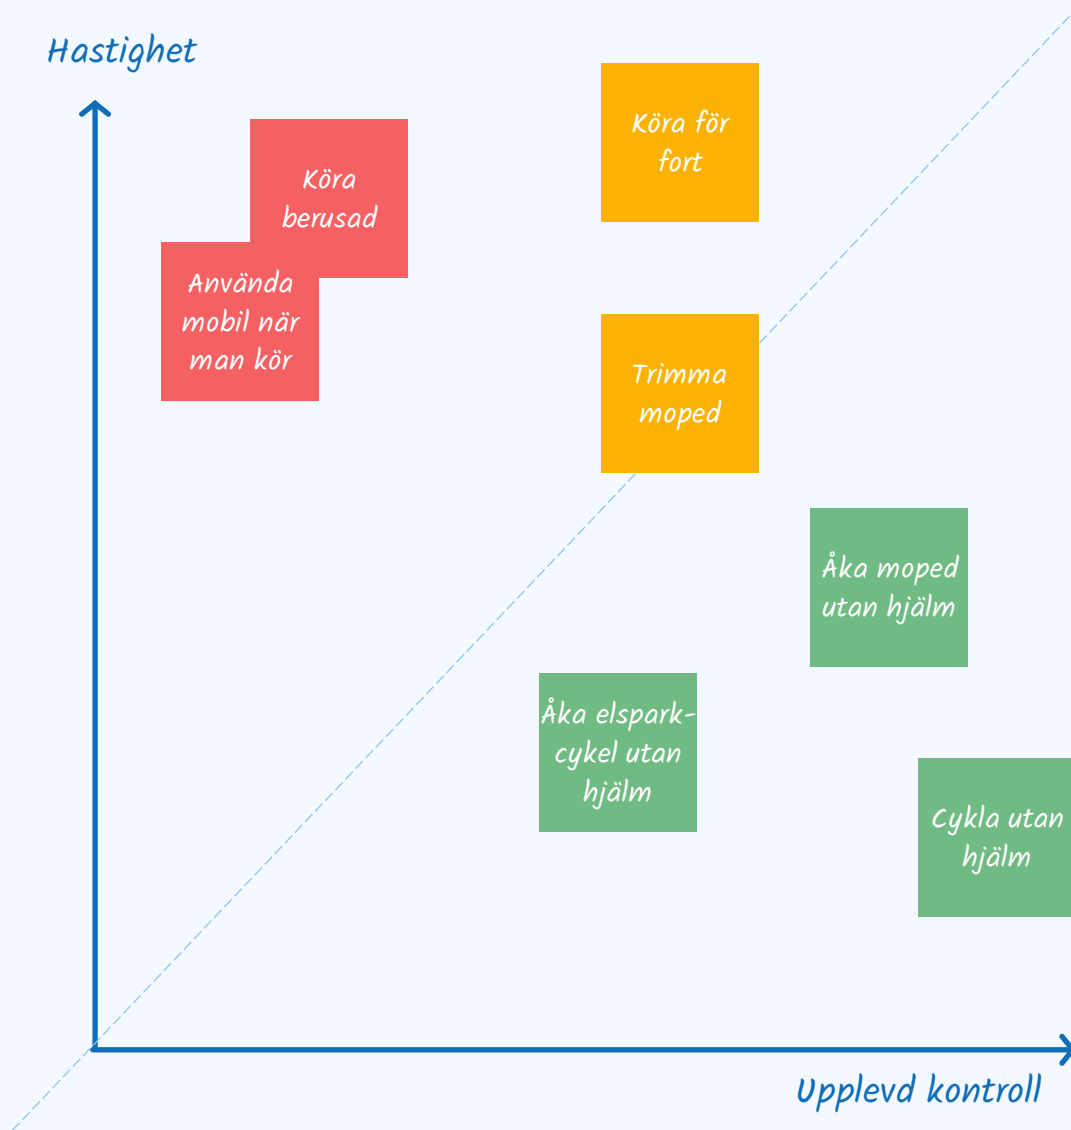 Hastighet
Köra för
fort
Köra
berusad
Använda
mobil när
man kör
Trimma
moped
Åka moped
utan hjälm
Åka elspark-
cykel utan
hjälm
Cykla utan
hjälm
Upplevd kontroll